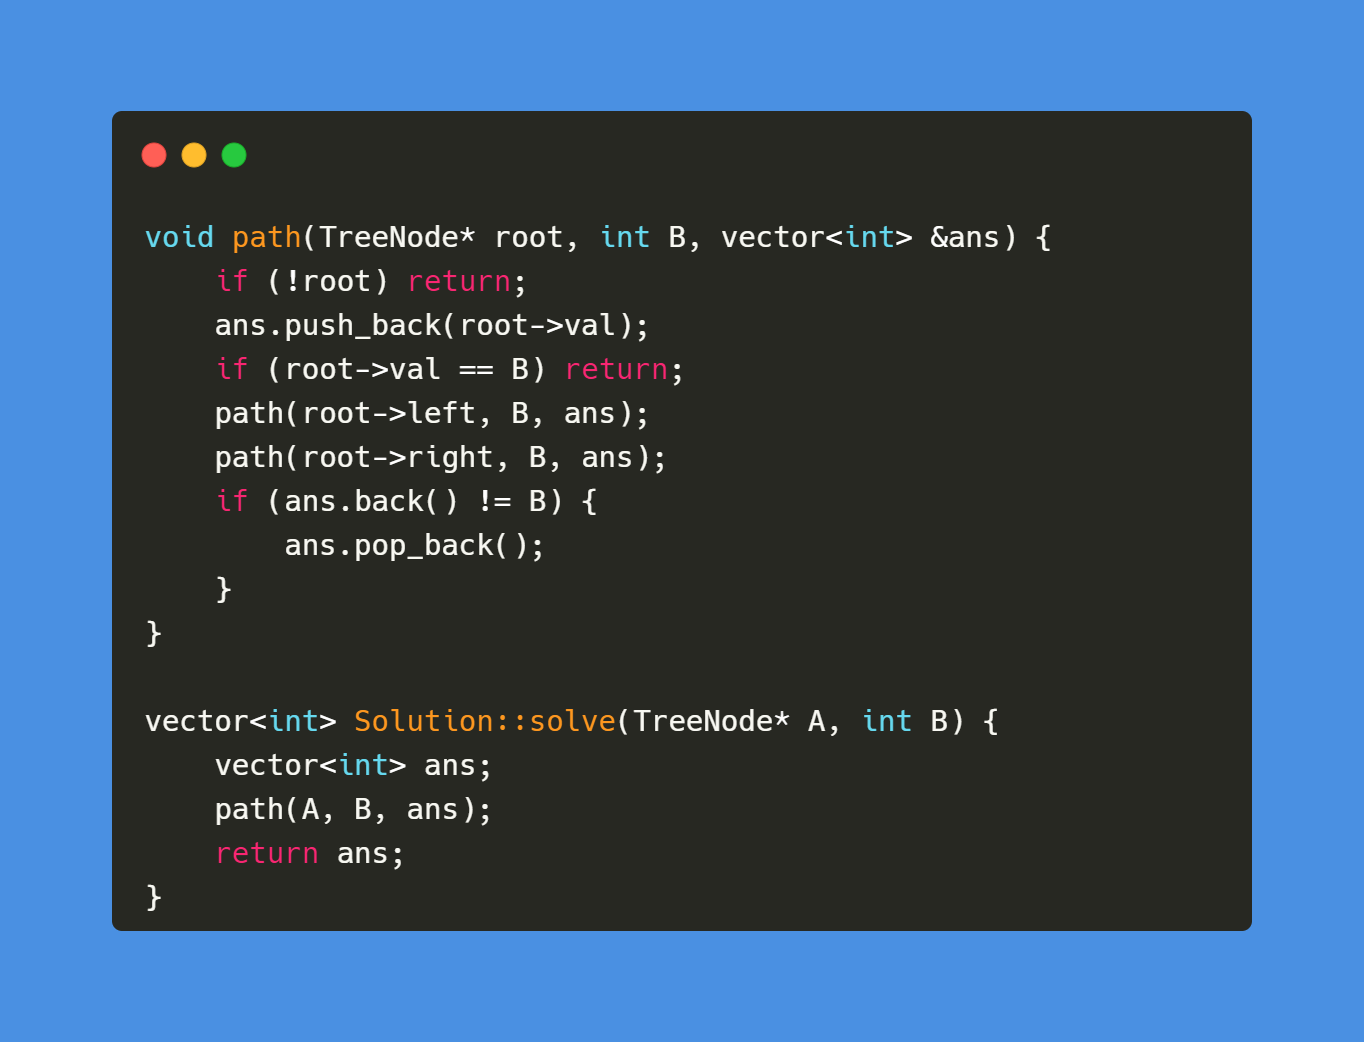 void path(TreeNode* root, int B, vector<int> &ans) {
    if (!root) return;
    ans.push_back(root->val);
    if (root->val == B) return;
    path(root->left, B, ans);
    path(root->right, B, ans);
    if (ans.back() != B) {
        ans.pop_back();
    }
}

vector<int> Solution::solve(TreeNode* A, int B) {
    vector<int> ans;
    path(A, B, ans);
    return ans;
}